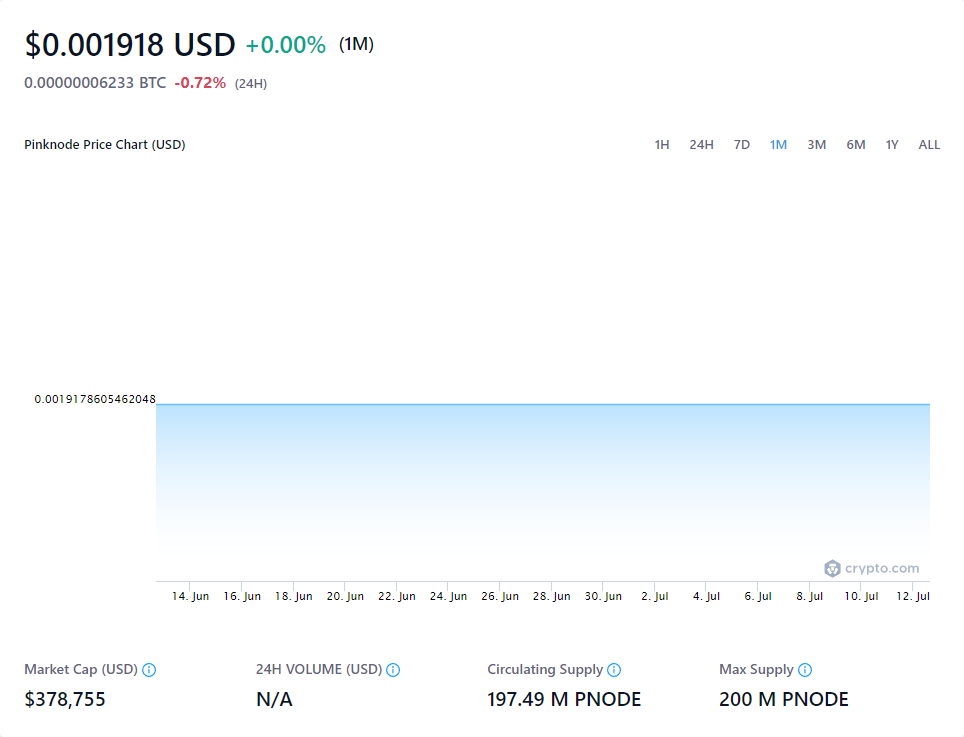 $0.001918 USD +0.00% (1M)
0.00000006233 BTC -0.72% (24H)
Pinknode Price Chart (USD) 1H 24H 7D 1M 3M 6M 1Y ALL
0.0019178605462048
crypto.com
14. Jun 16. Jun 18. Jun 20. Jun 22. Jun 24. Jun 26. Jun 28. Jun 30. Jun 2. Jul 4. Jul 6. Jul 8. Jul 10. Jul 12. Jul
Market Cap (USD) 24H VOLUME (USD) Circulating Supply Max Supply
$378,755 N/A 197.49 M PNODE 200 M PNODE